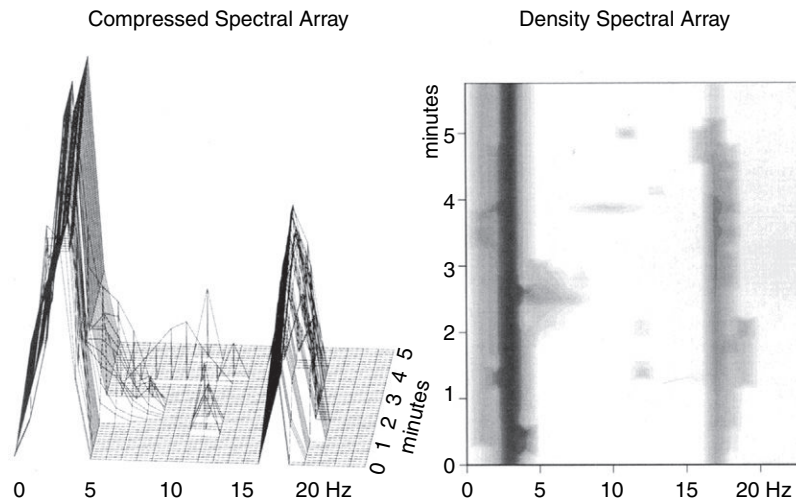 Compressed Spectral Array
0 5 10 15 20 Hz
0 1 2 3 4 5
minutes
Density Spectral Array
minutes
5
4
3
2
1
0
0 5 10 15 20 Hz